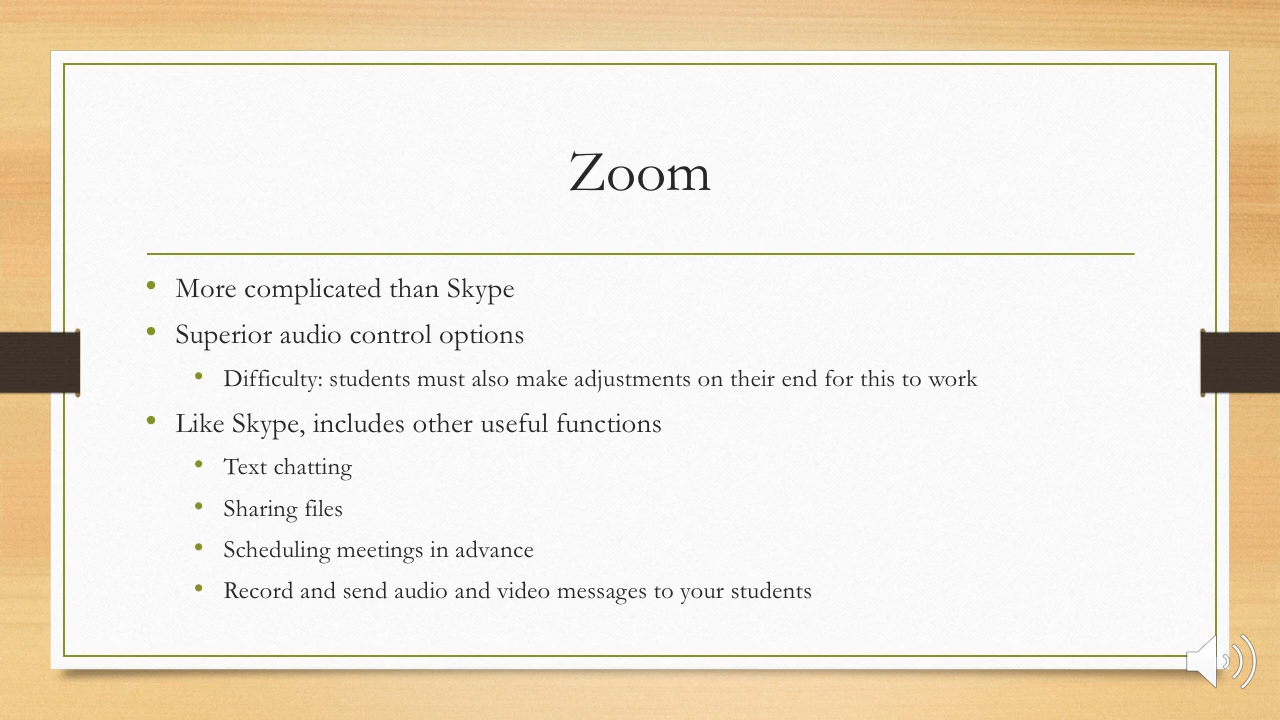 Zoom
• More complicated than Skype
• Superior audio control options
• Difficulty: students must also make adjustments on their end for this to work
• Like Skype, includes other useful functions
• Text chatting
• Sharing files
• Scheduling meetings in advance
• Record and send audio and video messages to your students